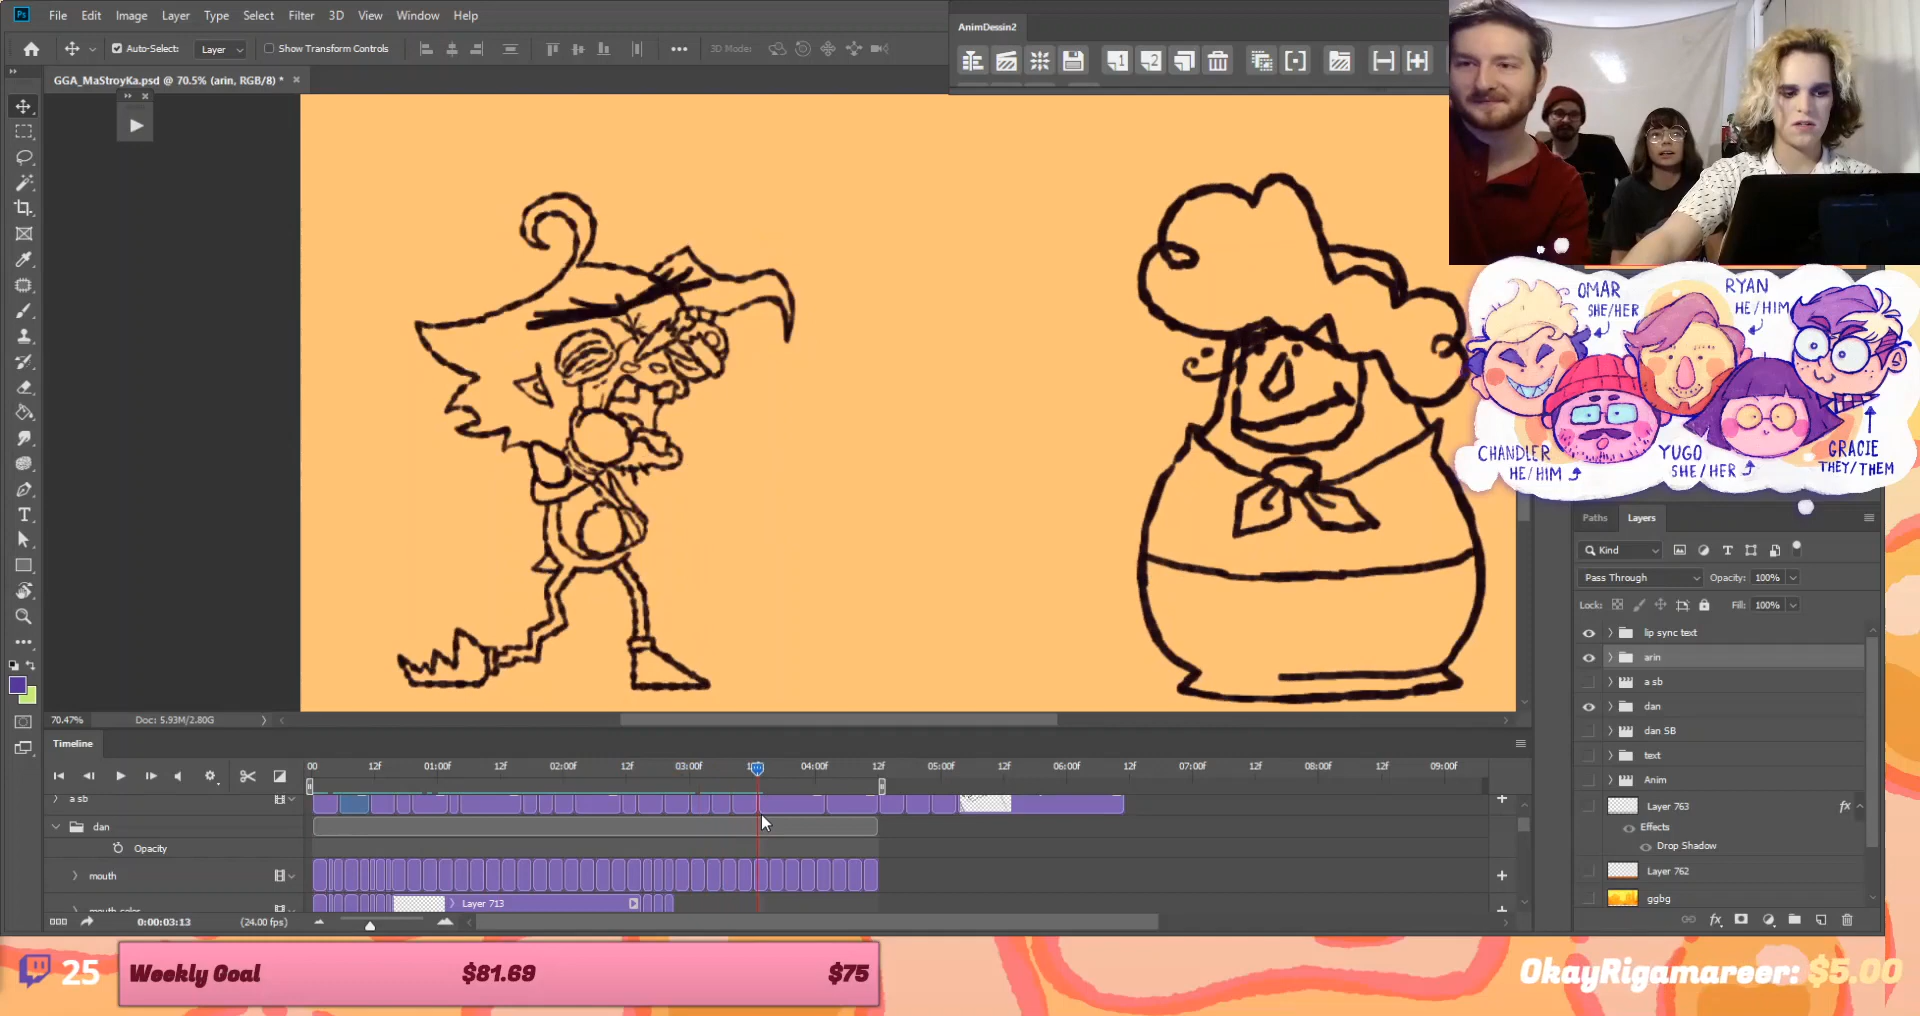 Ps File Edit Image Layer Type Select Filter 3D View Window Help
AnimDessin2
Auto-Select: Layer Show Transform Controls 3D Mode:
GGA_MaStroyKa.psd @ 70.5% (arin, RGB/8) *
OMAR
SHE/HER
RYAN
HE/HIM
CHANDLER
HE/HIM
YUGO
SHE/HER
GRACIE
THEY/THEM
Paths Layers
Kind
Pass Through Opacity: 100%
Lock: Fill: 100%
lip sync text
arin
a sb
dan
dan SB
text
Anim
Layer 763 fx
Effects
Drop Shadow
Layer 762
ggbg
70.47% Doc: 5.93M/2.80G
Timeline
00 12f 01:00f 12f 02:00f 12f 03:00f 04:00f 12f 05:00f 12f 06:00f 12f 07:00f 12f 08:00f 12f 09:00f
a sb
dan
Opacity
mouth
Layer 713
0:00:03:13 (24.00 fps)
25 Weekly Goal $81.69 $75
OkayRigamareer: $5.00